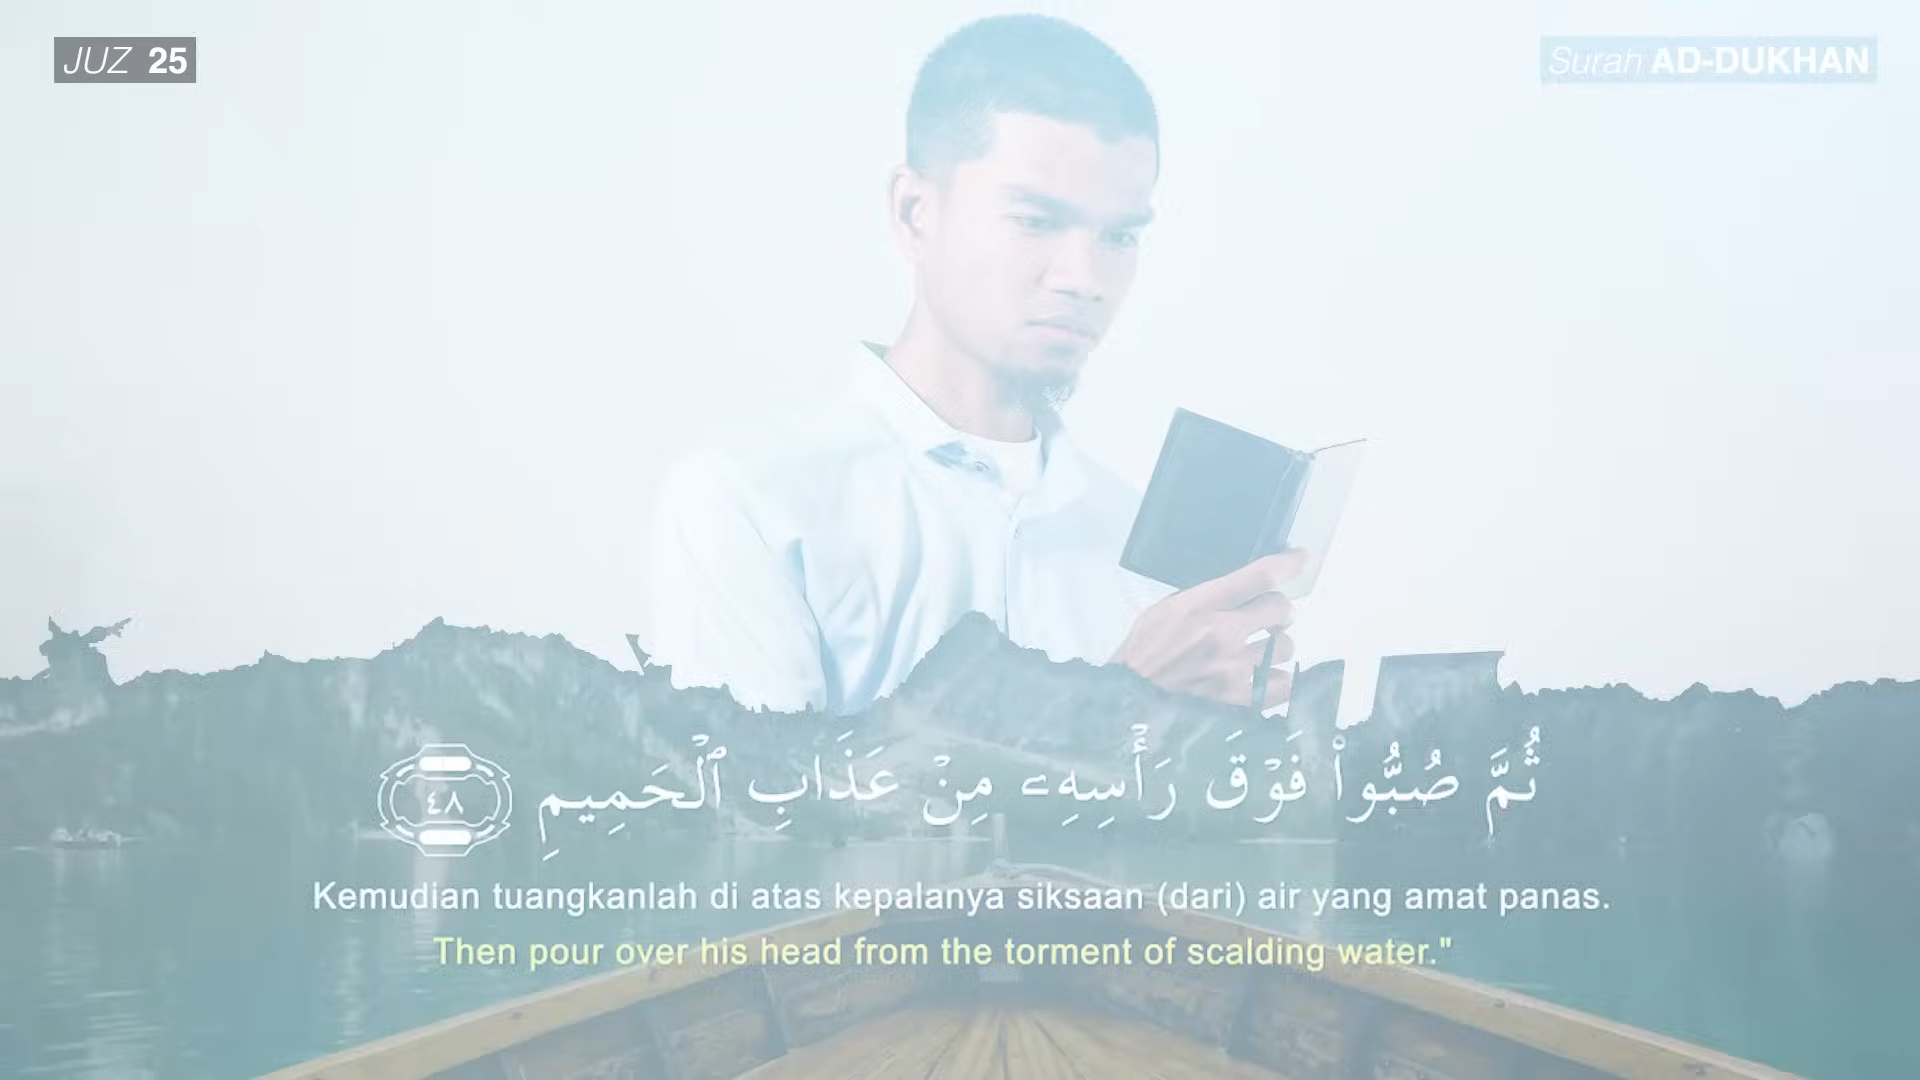 JUZ 25
Surah AD-DUKHAN
ثُمَّ صُبُّوا۟ فَوْقَ رَأْسِهِۦ مِنْ عَذَابِ ٱلْحَمِيمِ ٤٨
Kemudian tuangkanlah di atas kepalanya siksaan (dari) air yang amat panas.
Then pour over his head from the torment of scalding water."